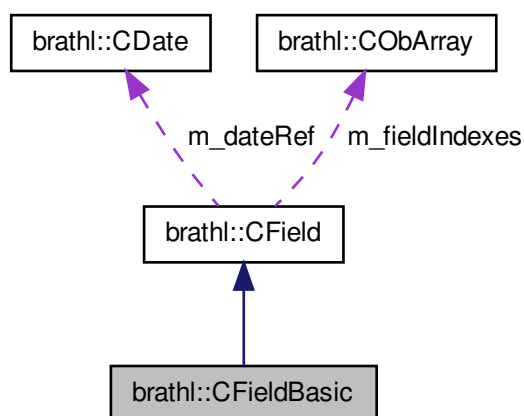 brathl::CDate
brathl::CObArray
m_dateRef
m_fieldIndexes
brathl::CField
brathl::CFieldBasic